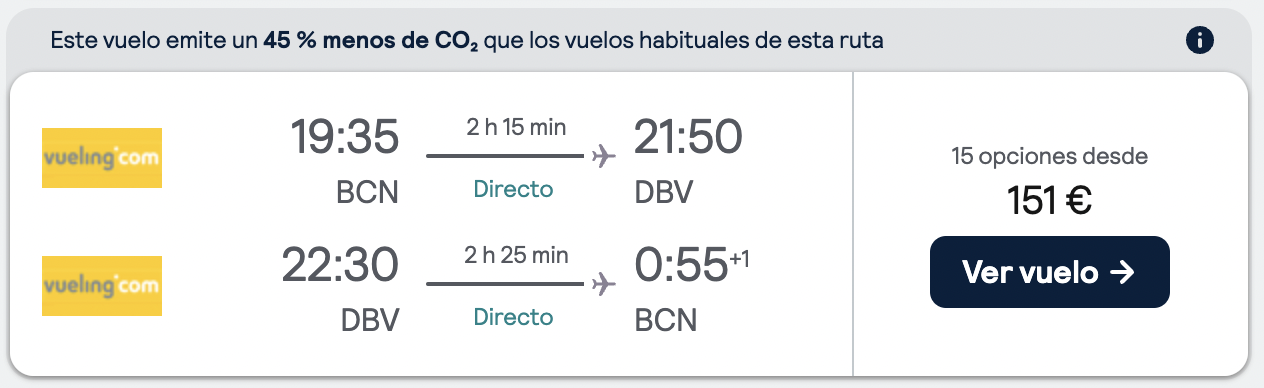 Este vuelo emite un 45 % menos de CO₂ que los vuelos habituales de esta ruta
vueling.com
19:35
BCN
2 h 15 min
Directo
21:50
DBV
vueling.com
22:30
DBV
2 h 25 min
Directo
0:55+1
BCN
15 opciones desde
151 €
Ver vuelo →